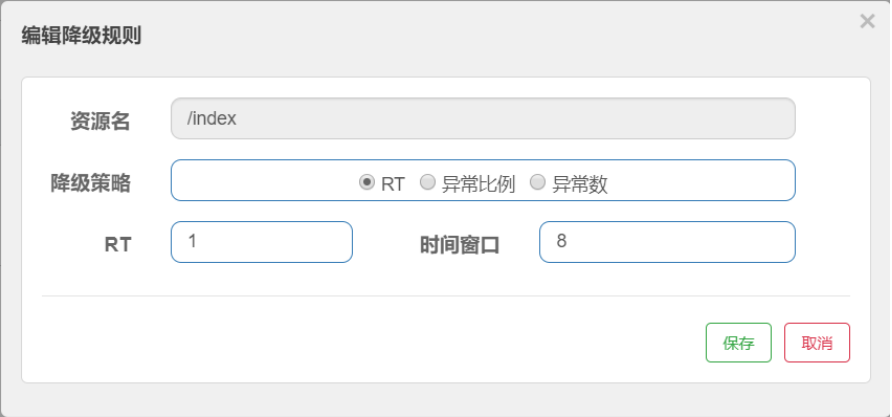 编辑降级规则 ×
资源名 /index
降级策略 RT 异常比例 异常数
RT 1 时间窗口 8
保存 取消